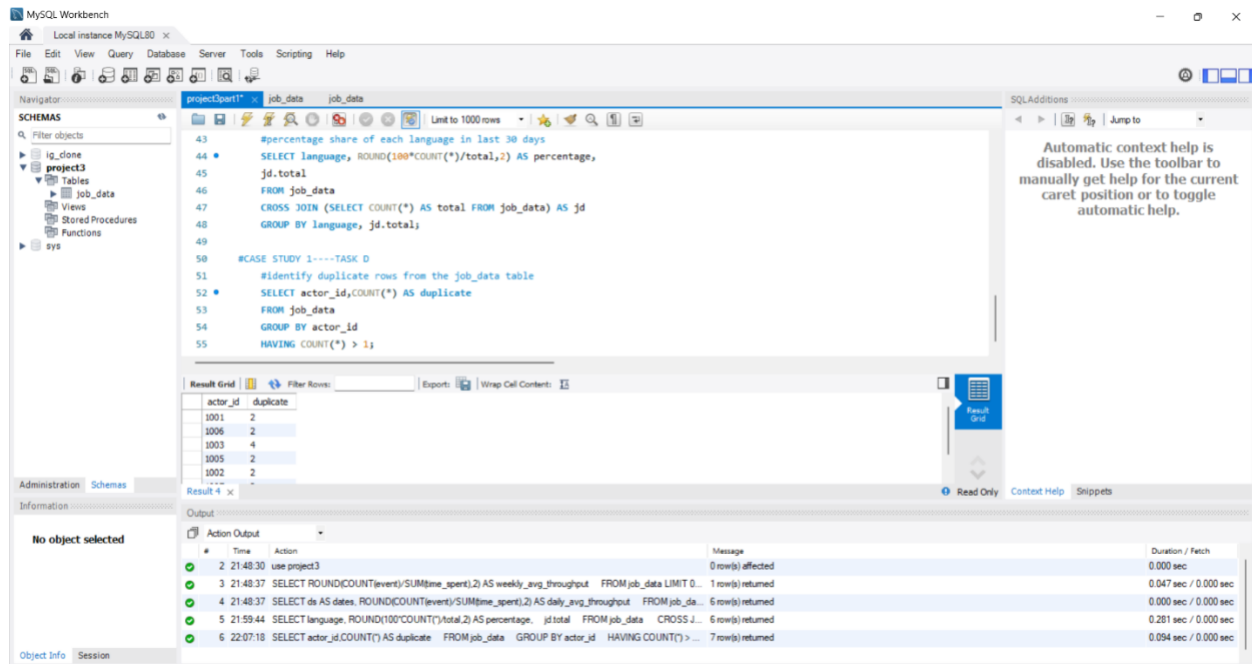 MySQL Workbench
Local instance MySQL80 ×
File Edit View Query Database Server Tools Scripting Help
Navigator
SCHEMAS
Filter objects
ig_clone
project3
Tables
job_data
Views
Stored Procedures
Functions
sys
Administration Schemas
Information
No object selected
Object Info Session
project3part1* × job_data job_data
Limit to 1000 rows
43 #percentage share of each language in last 30 days
44 SELECT language, ROUND(100*COUNT(*)/total,2) AS percentage,
45 jd.total
46 FROM job_data
47 CROSS JOIN (SELECT COUNT(*) AS total FROM job_data) AS jd
48 GROUP BY language, jd.total;
49
50 #CASE STUDY 1----TASK D
51 #identify duplicate rows from the job_data table
52 SELECT actor_id,COUNT(*) AS duplicate
53 FROM job_data
54 GROUP BY actor_id
55 HAVING COUNT(*) > 1;
Result Grid Filter Rows: Export: Wrap Cell Content:
actor_id duplicate
1001 2
1006 2
1003 4
1005 2
1002 2
Result Grid
Result 4 ×
Read Only
SQLAdditions
Jump to
Automatic context help is
disabled. Use the toolbar to
manually get help for the current
caret position or to toggle
automatic help.
Context Help Snippets
Output
Action Output
# Time Action Message Duration / Fetch
2 21:48:30 use project3 0 row(s) affected 0.000 sec
3 21:48:37 SELECT ROUND(COUNT(event)/SUM(time_spent),2) AS weekly_avg_throughput FROM job_data LIMIT 0... 1 row(s) returned 0.047 sec / 0.000 sec
4 21:48:37 SELECT ds AS dates, ROUND(COUNT(event)/SUM(time_spent),2) AS daily_avg_throughput FROM job_da... 6 row(s) returned 0.000 sec / 0.000 sec
5 21:59:44 SELECT language, ROUND(100*COUNT(*)/total,2) AS percentage, jd.total FROM job_data CROSS J... 6 row(s) returned 0.281 sec / 0.000 sec
6 22:07:18 SELECT actor_id,COUNT(*) AS duplicate FROM job_data GROUP BY actor_id HAVING COUNT(*) > ... 7 row(s) returned 0.094 sec / 0.000 sec